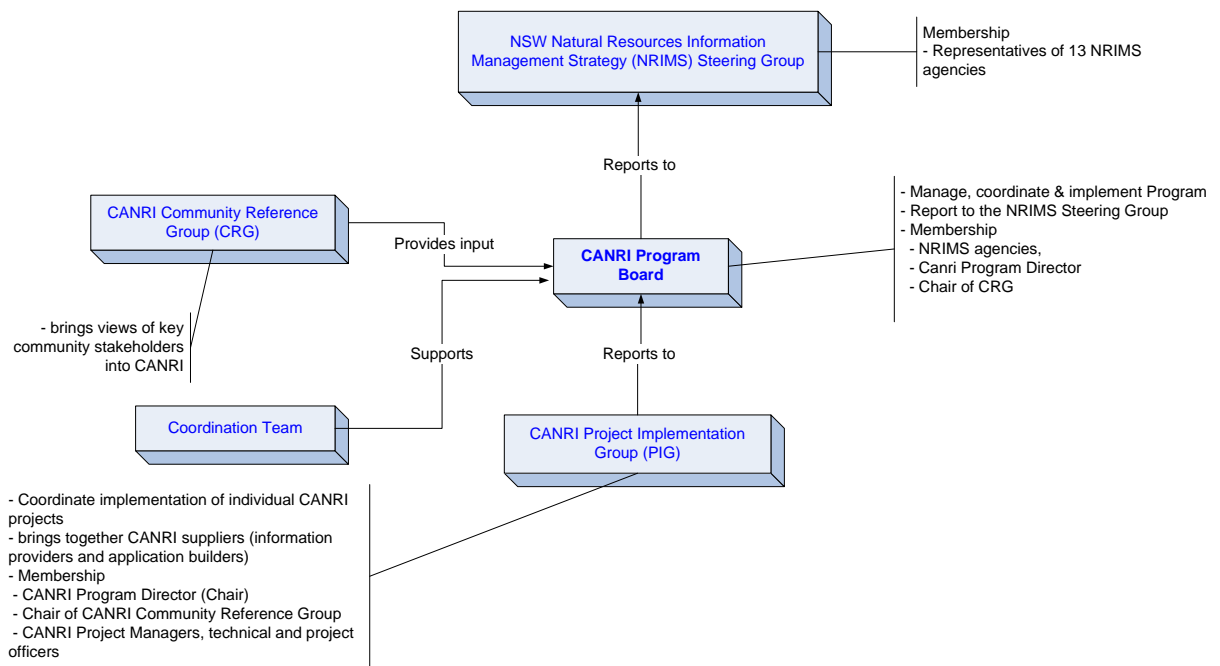 NSW Natural Resources Information
Management Strategy (NRIMS) Steering Group
Membership
- Representatives of 13 NRIMS
agencies
Reports to
CANRI Community Reference
Group (CRG)
Provides input
CANRI Program
Board
- Manage, coordinate & implement Program
- Report to the NRIMS Steering Group
- Membership
- NRIMS agencies,
- Canri Program Director
- Chair of CRG
- brings views of key
community stakeholders
into CANRI
Supports
Reports to
Coordination Team
CANRI Project Implementation
Group (PIG)
- Coordinate implementation of individual CANRI
projects
- brings together CANRI suppliers (information
providers and application builders)
- Membership
- CANRI Program Director (Chair)
- Chair of CANRI Community Reference Group
- CANRI Project Managers, technical and project
officers